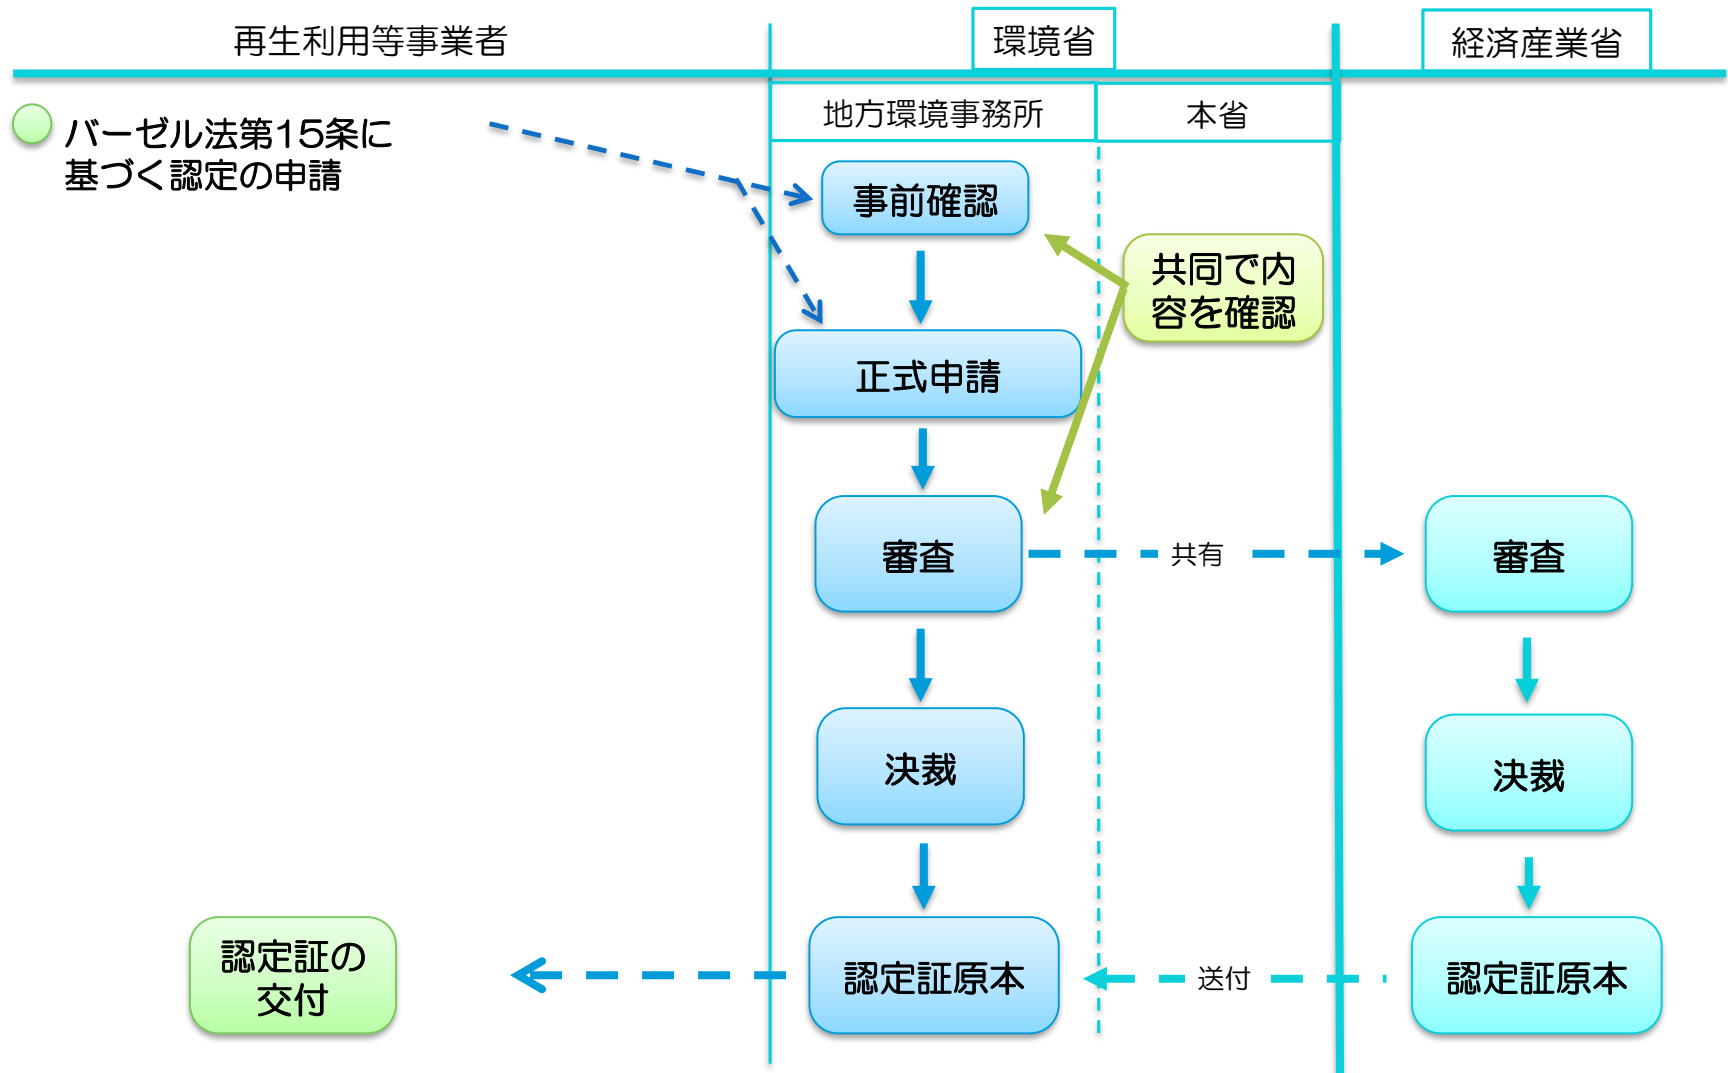 再生利用等事業者
環境省
経済産業省
地方環境事務所
本省
バーゼル法第15条に
基づく認定の申請
事前確認
共同で内
容を確認
正式申請
審査
共有
審査
決裁
決裁
認定証の
交付
認定証原本
送付
認定証原本